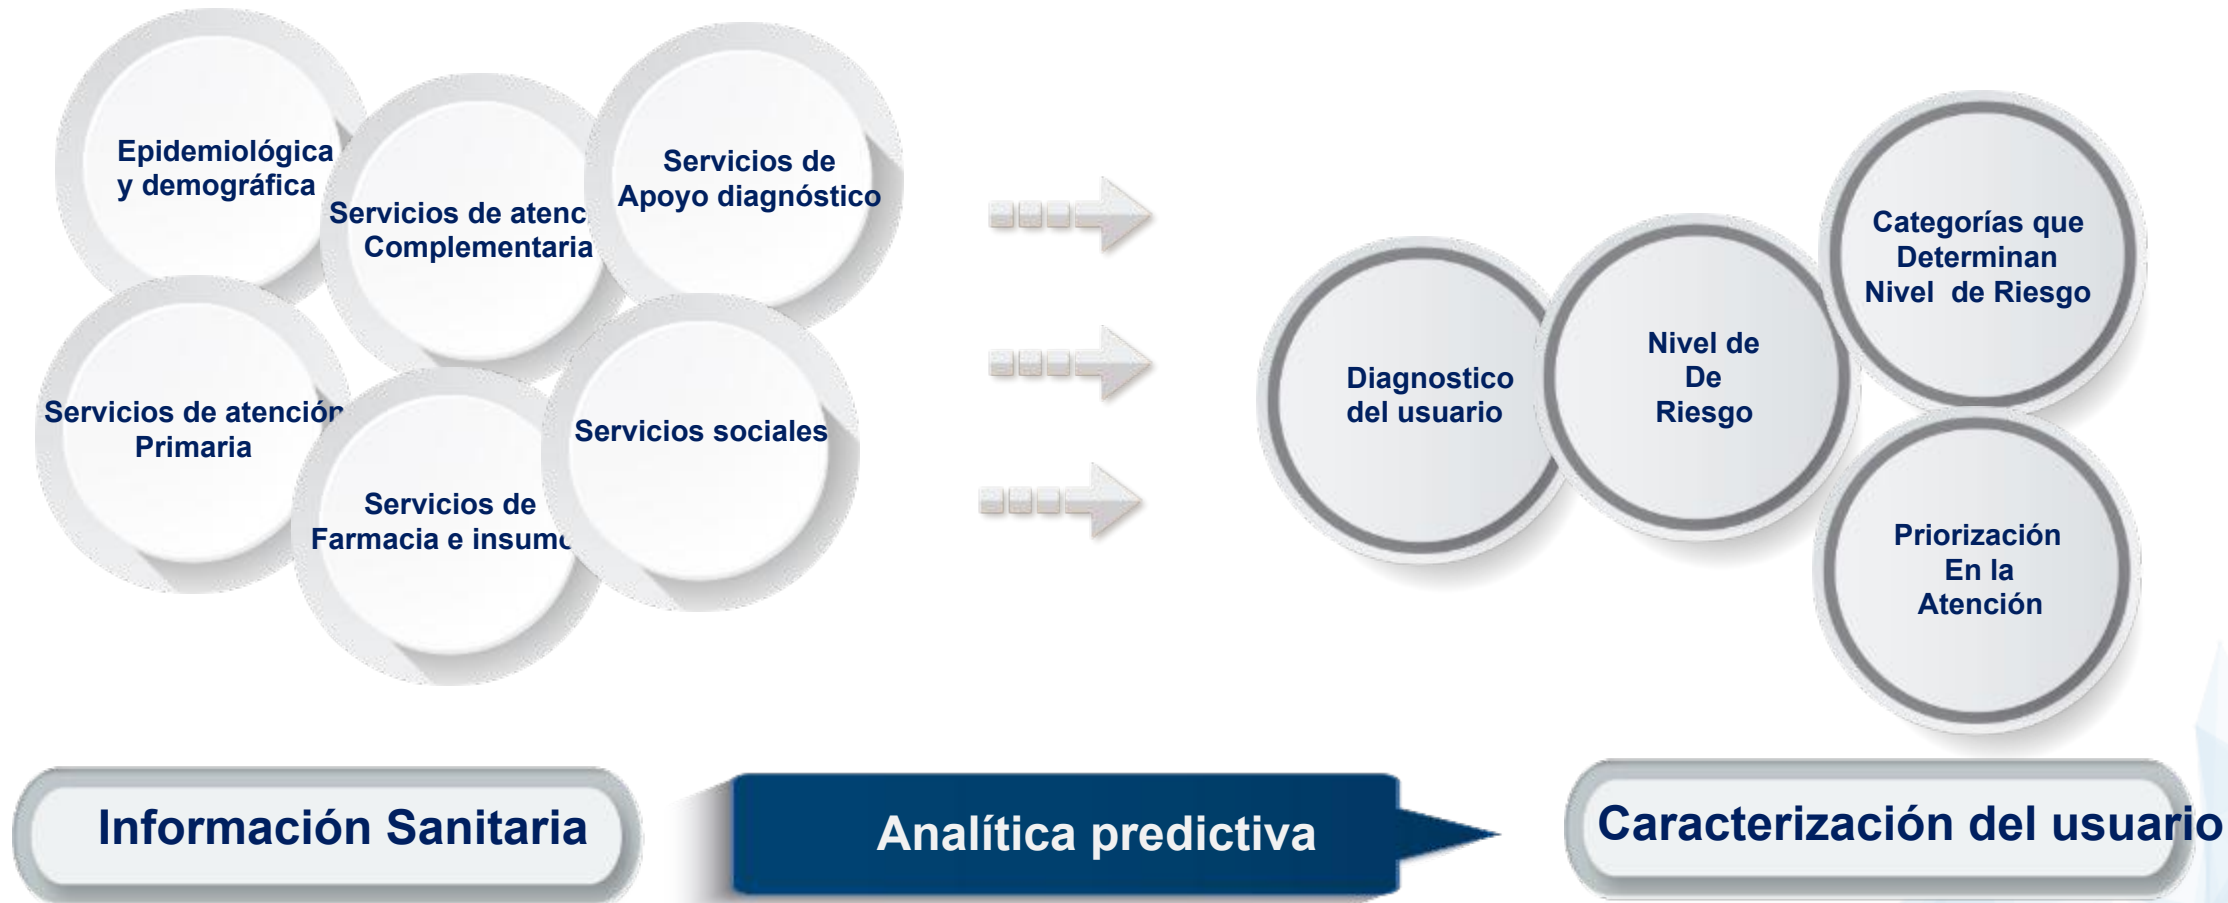 Epidemiológica
y demográfica
Servicios de atenc
Complementaria
Servicios de
Apoyo diagnóstico
Servicios de atención
Primaria
Servicios de
Farmacia e insumo
Servicios sociales
Diagnostico
del usuario
Nivel de
De
Riesgo
Categorías que
Determinan
Nivel de Riesgo
Priorización
En la
Atención
Información Sanitaria
Analítica predictiva
Caracterización del usuario